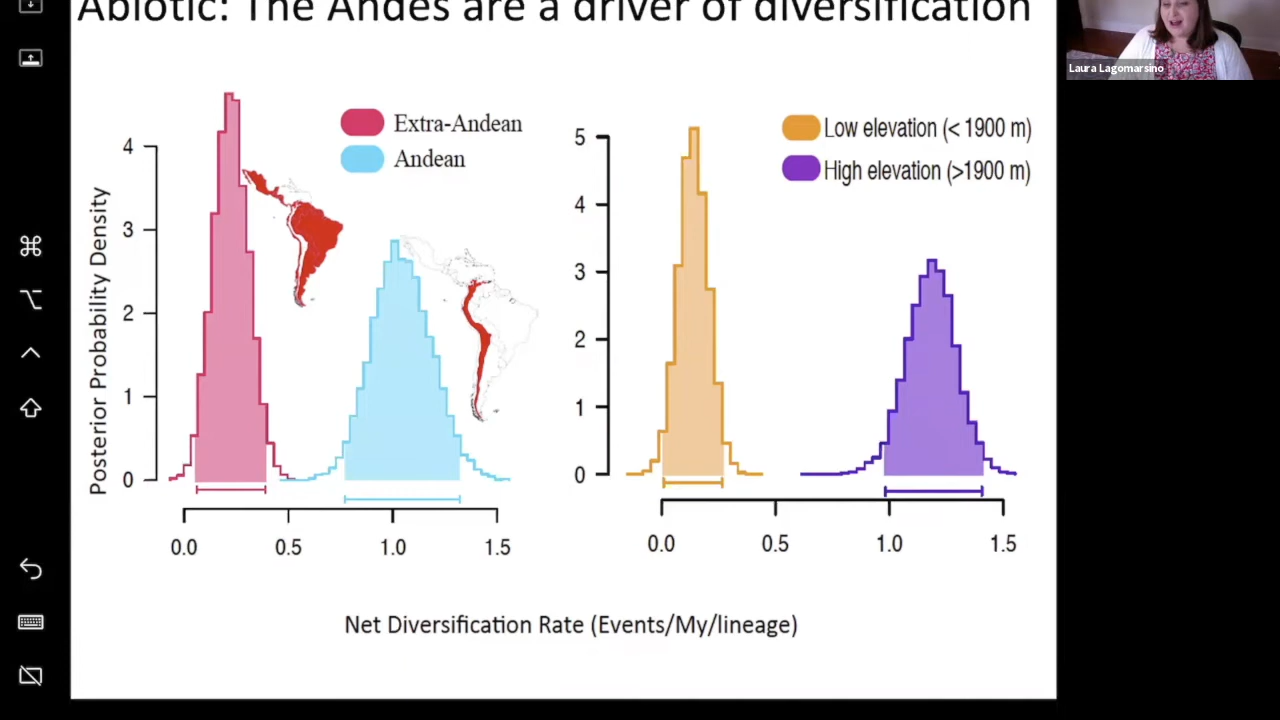 Abiotic: The Andes are a driver of diversification
Laura Lagomarsino
Extra-Andean
Andean
Posterior Probability Density
4
3
2
1
0
0.0 0.5 1.0 1.5
Low elevation (< 1900 m)
High elevation (>1900 m)
5
4
3
2
1
0
0.0 0.5 1.0 1.5
Net Diversification Rate (Events/My/lineage)